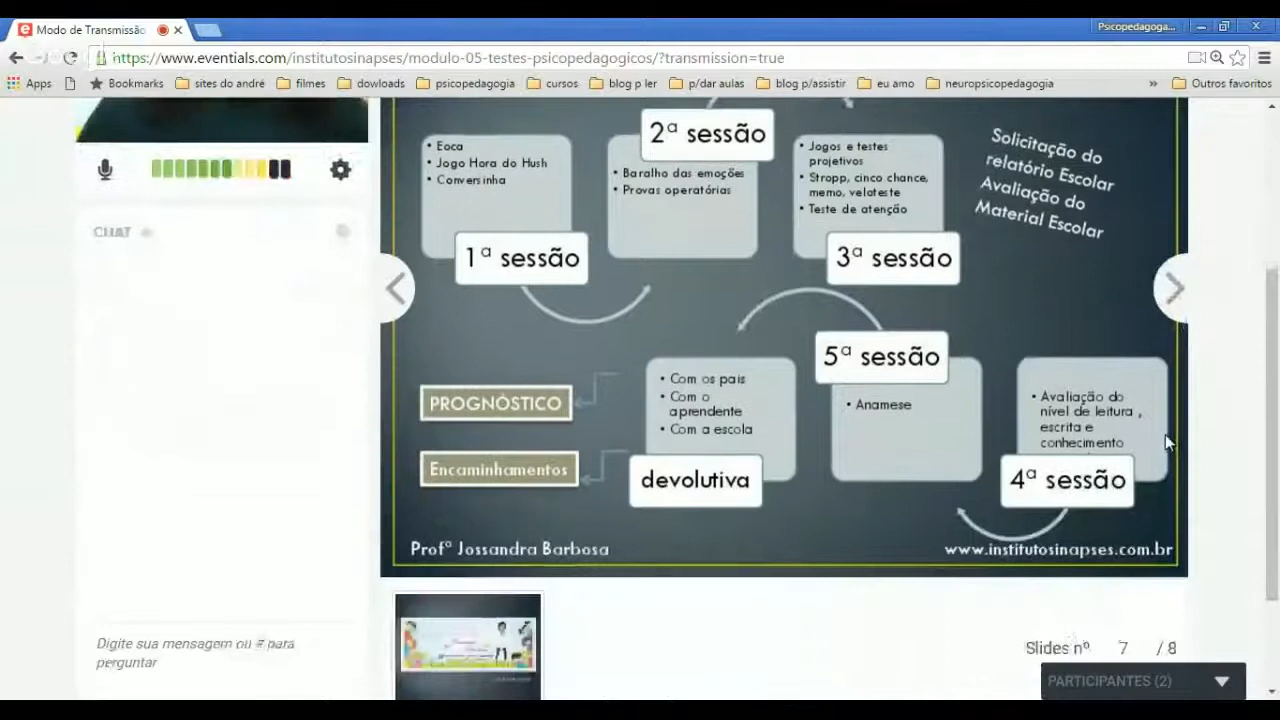 Modo de Transmissão
Psicopedagoga...
https://www.eventials.com/institutosinapses/modulo-05-testes-psicopedagogicos/?transmission=true
Apps
Bookmarks
sites do andré
filmes
dowloads
psicopedagogia
cursos
blog p ler
p/dar aulas
blog p/assistir
eu amo
neuropsicopedagogia
»
Outros favoritos
CHAT
• Eoca
• Jogo Hora do Hush
• Conversinha
1ª sessão
2ª sessão
• Baralho das emoções
• Provas operatórias
• Jogos e testes
projetivos
• Stropp, cinco chance,
memo, veloteste
• Teste de atenção
3ª sessão
Solicitação do
relatório Escolar
Avaliação do
Material Escolar
PROGNÓSTICO
Encaminhamentos
• Com os pais
• Com o
aprendente
• Com a escola
devolutiva
5ª sessão
• Anamese
• Avaliação do
nível de leitura ,
escrita e
conhecimento
4ª sessão
Profª Jossandra Barbosa
www.institutosinapses.com.br
Digite sua mensagem ou # para
perguntar
Slides nº 7 / 8
PARTICIPANTES (2)